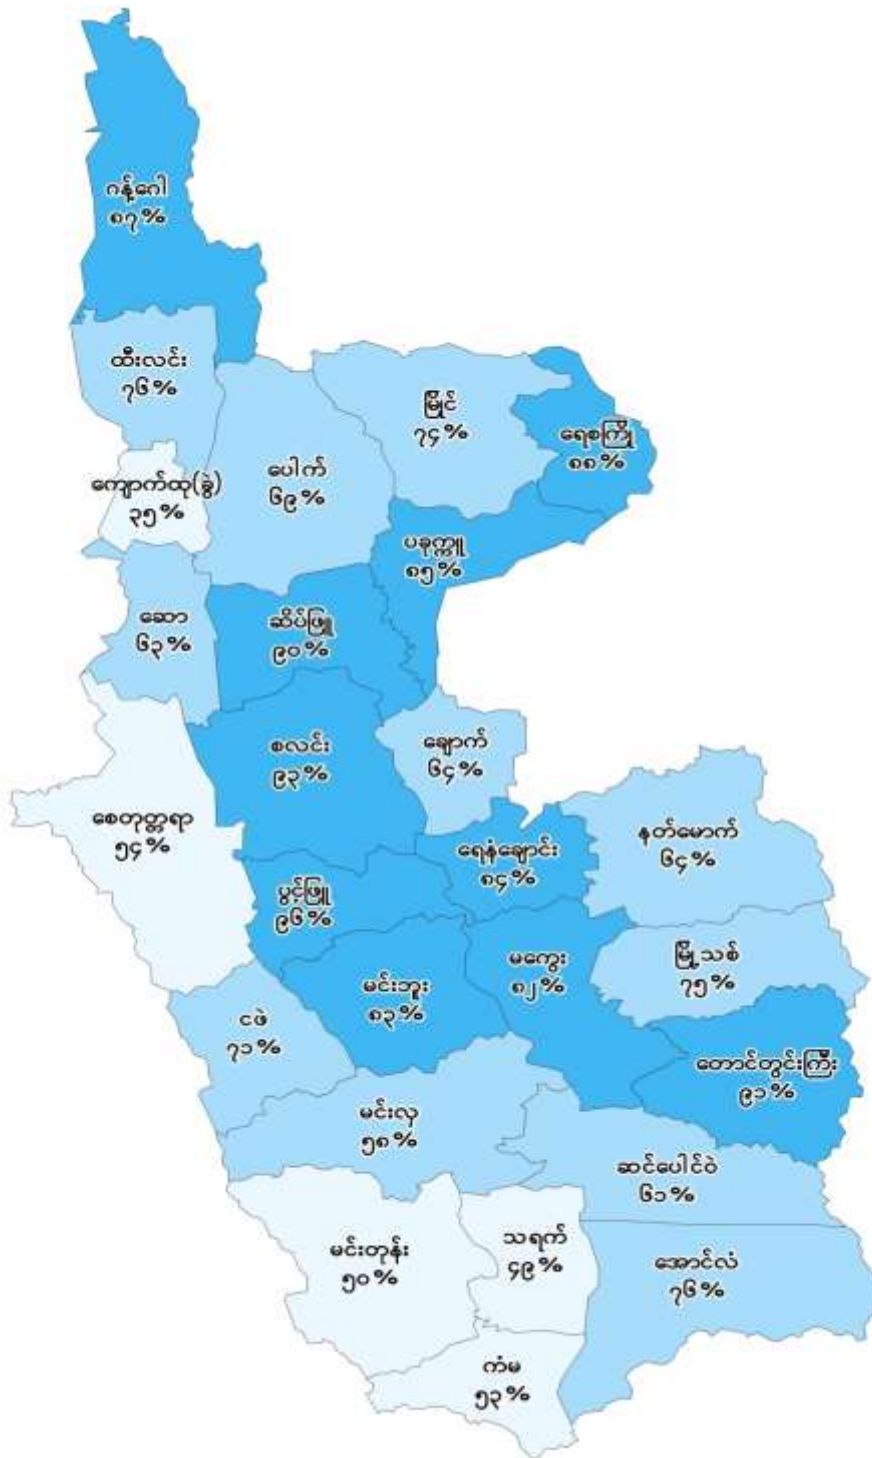 ဂန့်ဂေါ
၈၇%
ထီးလင်း
၇၆%
မြိုင်
၇၄%
ရေစကြို
၈၈%
ပေါက်
၆၉%
ကျောက်ထု(ခွဲ)
၃၅%
ပခုက္ကူ
၈၅%
ဆော
၆၃%
ဆိပ်ဖြူ
၉၀%
စလင်း
၉၃%
ချောက်
၆၄%
စေတုတ္တရာ
၅၄%
ရေနံချောင်း
၈၄%
နတ်မောက်
၆၄%
ပွင့်ဖြူ
၉၆%
မင်းဘူး
၈၃%
မကွေး
၈၂%
မြို့သစ်
၇၅%
ငဖဲ
၇၁%
တောင်တွင်းကြီး
၉၁%
မင်းလှ
၅၈%
ဆင်ပေါင်ဝဲ
၆၁%
မင်းတုန်း
၅၀%
သရက်
၄၉%
အောင်လံ
၇၆%
ကံမ
၅၃%